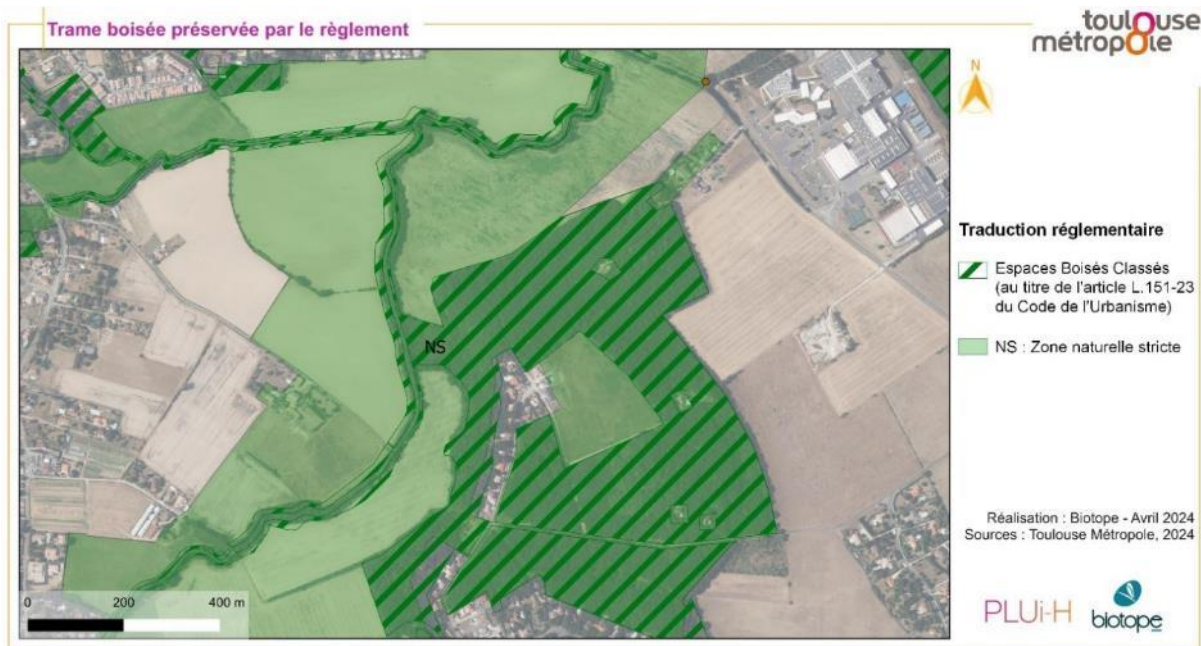 Trame boisée préservée par le règlement
toulouse
métropole
N
NS
Traduction réglementaire
Espaces Boisés Classés
(au titre de l'article L.151-23
du Code de l'Urbanisme)
NS : Zone naturelle stricte
Réalisation : Biotope - Avril 2024
Sources : Toulouse Métropole, 2024
0 200 400 m
PLUi-H
biotope